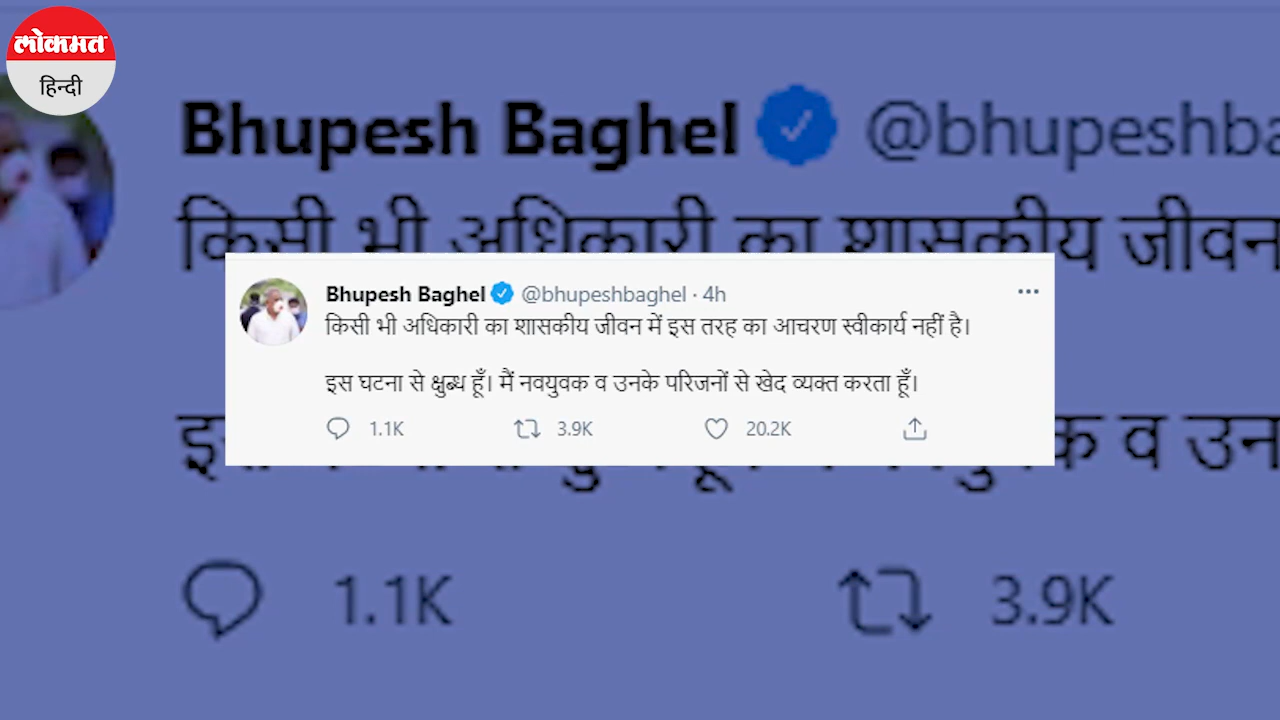 लोकमत
हिन्दी
Bhupesh Baghel @bhupeshba
किसी भी अधिकारी का शासकीय जीवन
Bhupesh Baghel @bhupeshbaghel · 4h
किसी भी अधिकारी का शासकीय जीवन में इस तरह का आचरण स्वीकार्य नहीं है।
इस घटना से क्षुब्ध हूँ। मैं नवयुवक व उनके परिजनों से खेद व्यक्त करता हूँ।
1.1K 3.9K 20.2K
व उन
1.1K 3.9K